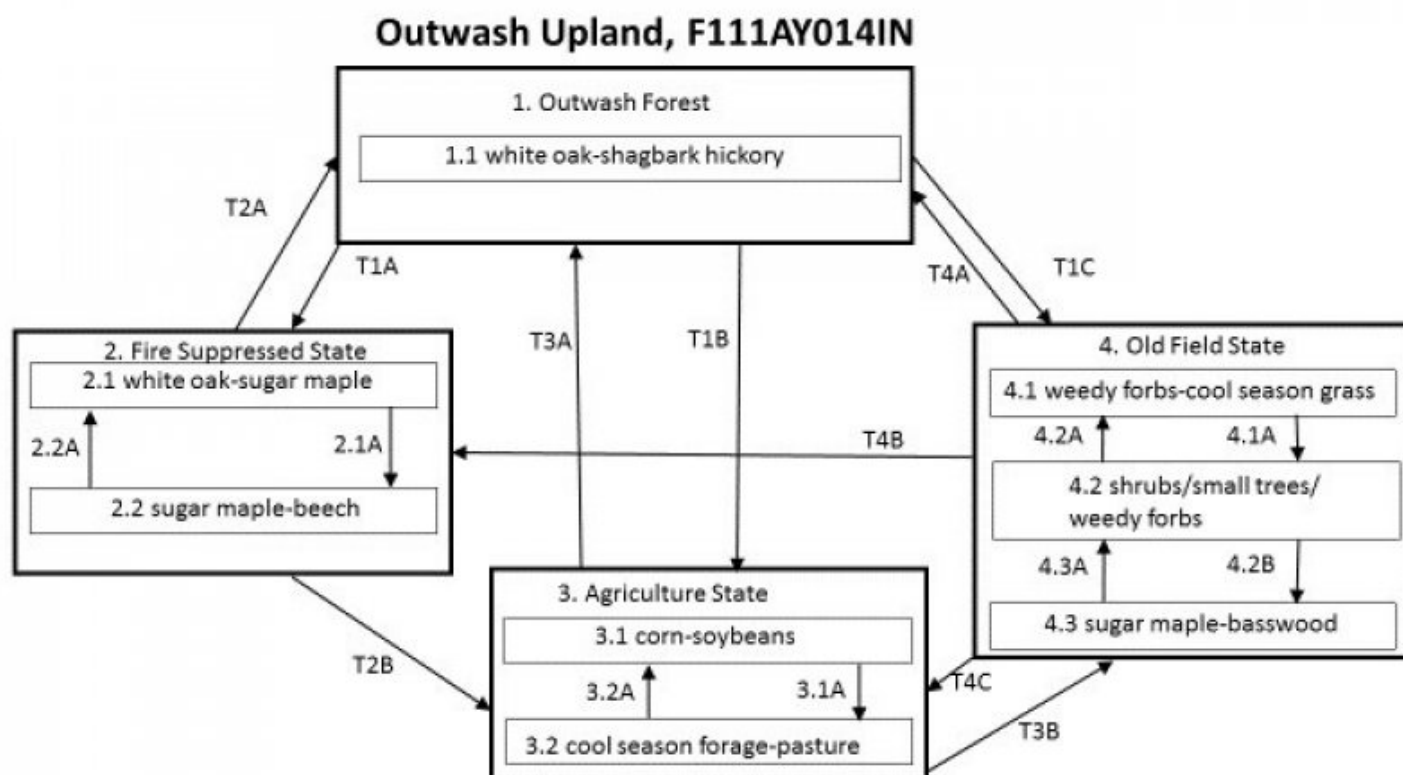 Outwash Upland, F111AY014IN
1. Outwash Forest
1.1 white oak-shagbark hickory
T2A
T1A
T3A
T1B
T4A
T1C
2. Fire Suppressed State
2.1 white oak-sugar maple
2.2A
2.1A
2.2 sugar maple-beech
T4B
4. Old Field State
4.1 weedy forbs-cool season grass
4.2A
4.1A
4.2 shrubs/small trees/
weedy forbs
4.3A
4.2B
4.3 sugar maple-basswood
T2B
3. Agriculture State
3.1 corn-soybeans
3.2A
3.1A
3.2 cool season forage-pasture
T4C
T3B